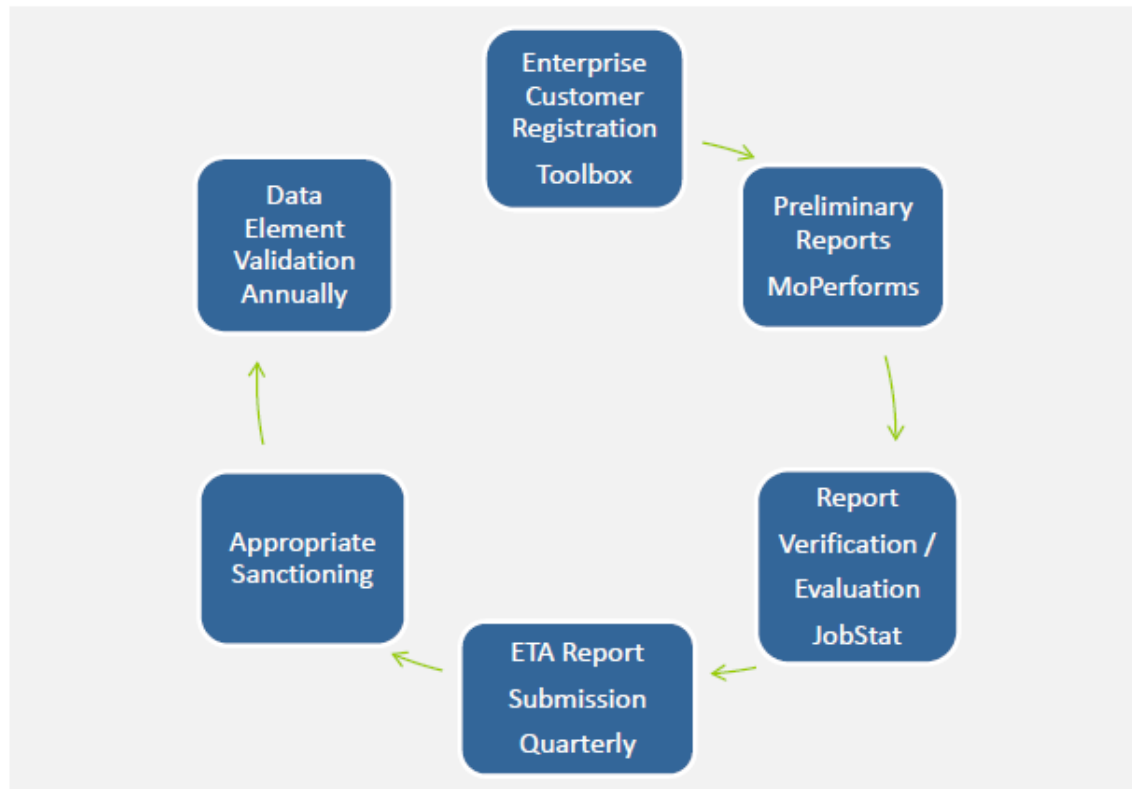 Enterprise
Customer
Registration
Toolbox
Preliminary
Reports
MoPerforms
Report
Verification /
Evaluation
JobStat
ETA Report
Submission
Quarterly
Appropriate
Sanctioning
Data
Element
Validation
Annually